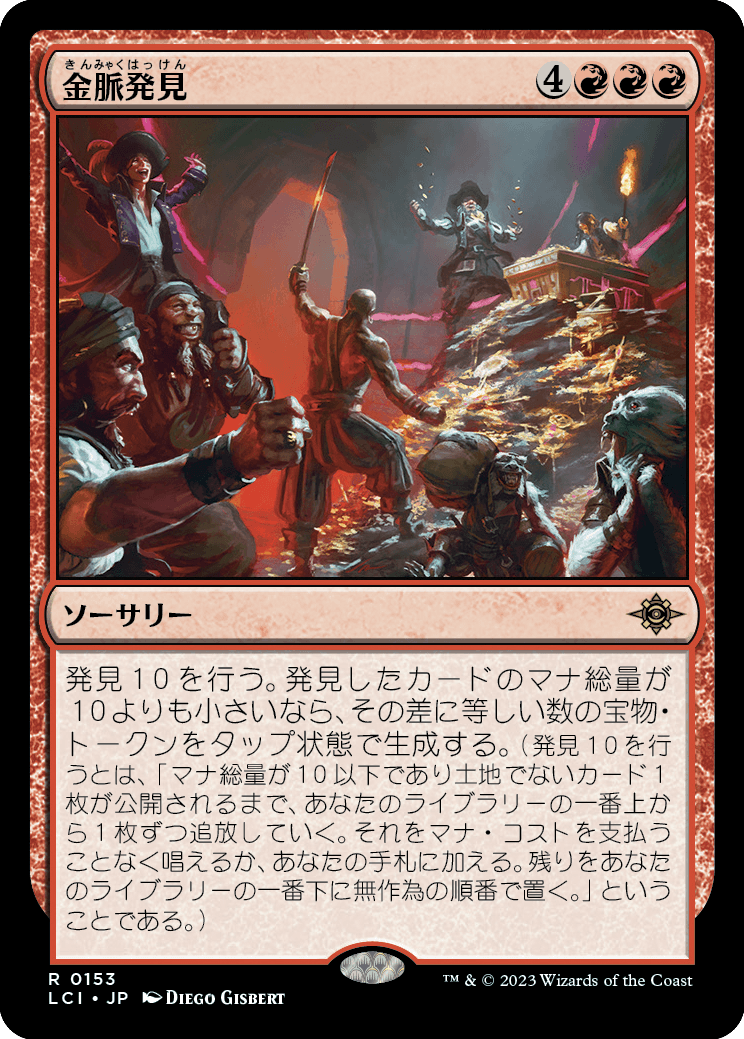 きんみゃくはっけん
金脈発見
4
ソーサリー
発見10を行う。発見したカードのマナ総量が
10よりも小さいなら、その差に等しい数の宝物・
トークンをタップ状態で生成する。（発見10を行
うとは、「マナ総量が10以下であり土地でないカード1
枚が公開されるまで、あなたのライブラリーの一番上か
ら1枚ずつ追放していく。それをマナ・コストを支払う
ことなく唱えるか、あなたの手札に加える。残りをあなた
のライブラリーの一番下に無作為の順番で置く。」という
ことである。）
R 0153
LCI • JP DIEGO GISBERT
™ & © 2023 Wizards of the Coast